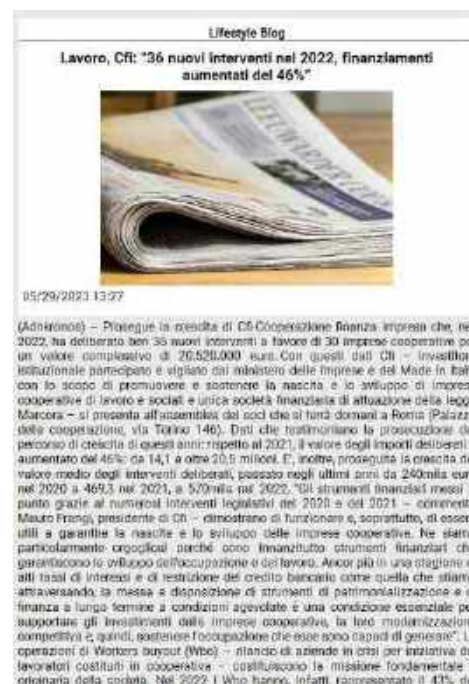 Lifestyle Blog
Lavoro, Cfi: "36 nuovi interventi nel 2022, finanziamenti
aumentati del 46%"
05/29/2023 13:27
(Adnkronos) – Prosegue la crescita di Cfi-Cooperazione finanza impresa che, nel
2022, ha deliberato ben 36 nuovi interventi a favore di 30 imprese cooperative per
un valore complessivo di 20.520.000 euro. Con questi dati Cfi – investitore
istituzionale partecipato e vigilato dal ministero delle Imprese e del Made in Italy
con lo scopo di promuovere e sostenere la nascita e lo sviluppo di imprese
cooperative di lavoro e sociali e unica società finanziaria di attuazione della legge
Marcora – si presenta all'assemblea dei soci che si terrà domani a Roma (Palazzo
della cooperazione, via Torino 146). Dati che testimoniano la prosecuzione del
percorso di crescita di questi anni: rispetto al 2021, il valore degli importi deliberati è
aumentato del 46%: da 14,1 a oltre 20,5 milioni. E', inoltre, proseguita la crescita del
valore medio degli interventi deliberati, passato negli ultimi anni da 240mila euro
nel 2020 a 469,3 nel 2021, a 570mila nel 2022. "Gli strumenti finanziari messi a
punto grazie ai numerosi interventi legislativi del 2020 e del 2021 – commenta
Mauro Frangi, presidente di Cfi – dimostrano di funzionare e, soprattutto, di essere
utili a garantire la nascita e lo sviluppo delle imprese cooperative. Ne siamo
particolarmente orgogliosi perché sono innanzitutto strumenti finanziari che
garantiscono lo sviluppo dell'occupazione e del lavoro. Ancor più in una stagione di
alti tassi di interessi e di restrizione del credito bancario come quella che stiamo
attraversando, la messa a disposizione di strumenti di patrimonializzazione e di
finanza a lungo termine a condizioni agevolate è una condizione essenziale per
supportare gli investimenti delle imprese cooperative, la loro modernizzazione
competitiva e, quindi, sostenere l'occupazione che esse sono capaci di generare". Le
operazioni di Workers buyout (Wbo) – rilancio di aziende in crisi per iniziativa dei
lavoratori costituiti in cooperativa – costituiscono la missione fondamentale e
originaria della società. Nel 2022 i Wbo hanno, infatti, rappresentato il 43%